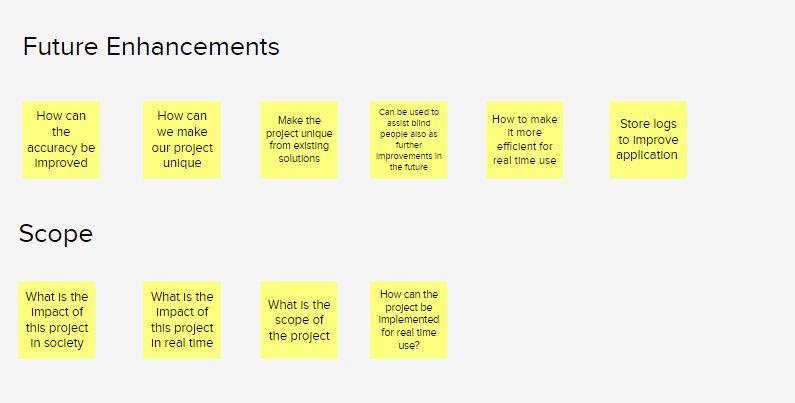 Future Enhancements
How can
the
accuracy be
improved
How can
we make
our project
unique
Make the
project unique
from existing
solutions
Can be used to
assist blind
people also as
further
improvements in
the future
How to make
it more
efficient for
real time use
Store logs
to improve
application
Scope
What is the
impact of
this project
in society
What is the
impact of
this project
in real time
What is the
scope of
the project
How can the
project be
implemented
for real time
use?